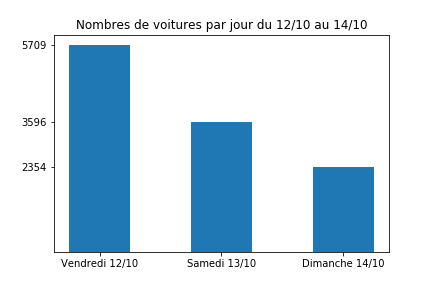 Nombres de voitures par jour du 12/10 au 14/10
5709
3596
2354
Vendredi 12/10 Samedi 13/10 Dimanche 14/10